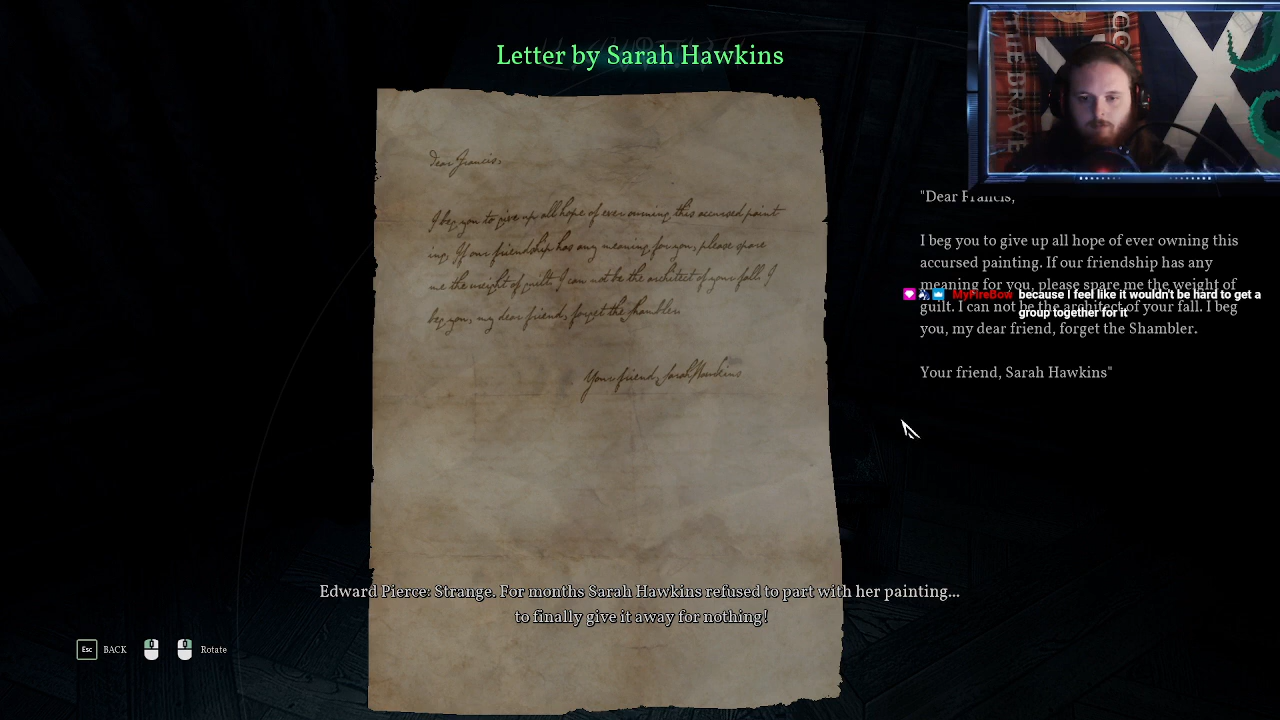 Letter by Sarah Hawkins
THE BRAVE
CO
dear Francis,
I beg you to give up all hope of ever owning this accursed paint
ing. If our friendship has any meaning for you, please spare
me the weight of guilt. I can not be the architect of your fall. I
beg you, my dear friend, forget the Shambler.
Your friend, Sarah Hawkins
"Dear Francis,
I beg you to give up all hope of ever owning this
accursed painting. If our friendship has any
meaning for you, please spare me the weight of
guilt. I can not be the architect of your fall. I beg
you, my dear friend, forget the Shambler.
Your friend, Sarah Hawkins"
MyFireBow because I feel like it wouldn't be hard to get a
group together for it
Edward Pierce: Strange. For months Sarah Hawkins refused to part with her painting...
to finally give it away for nothing!
Esc BACK Rotate